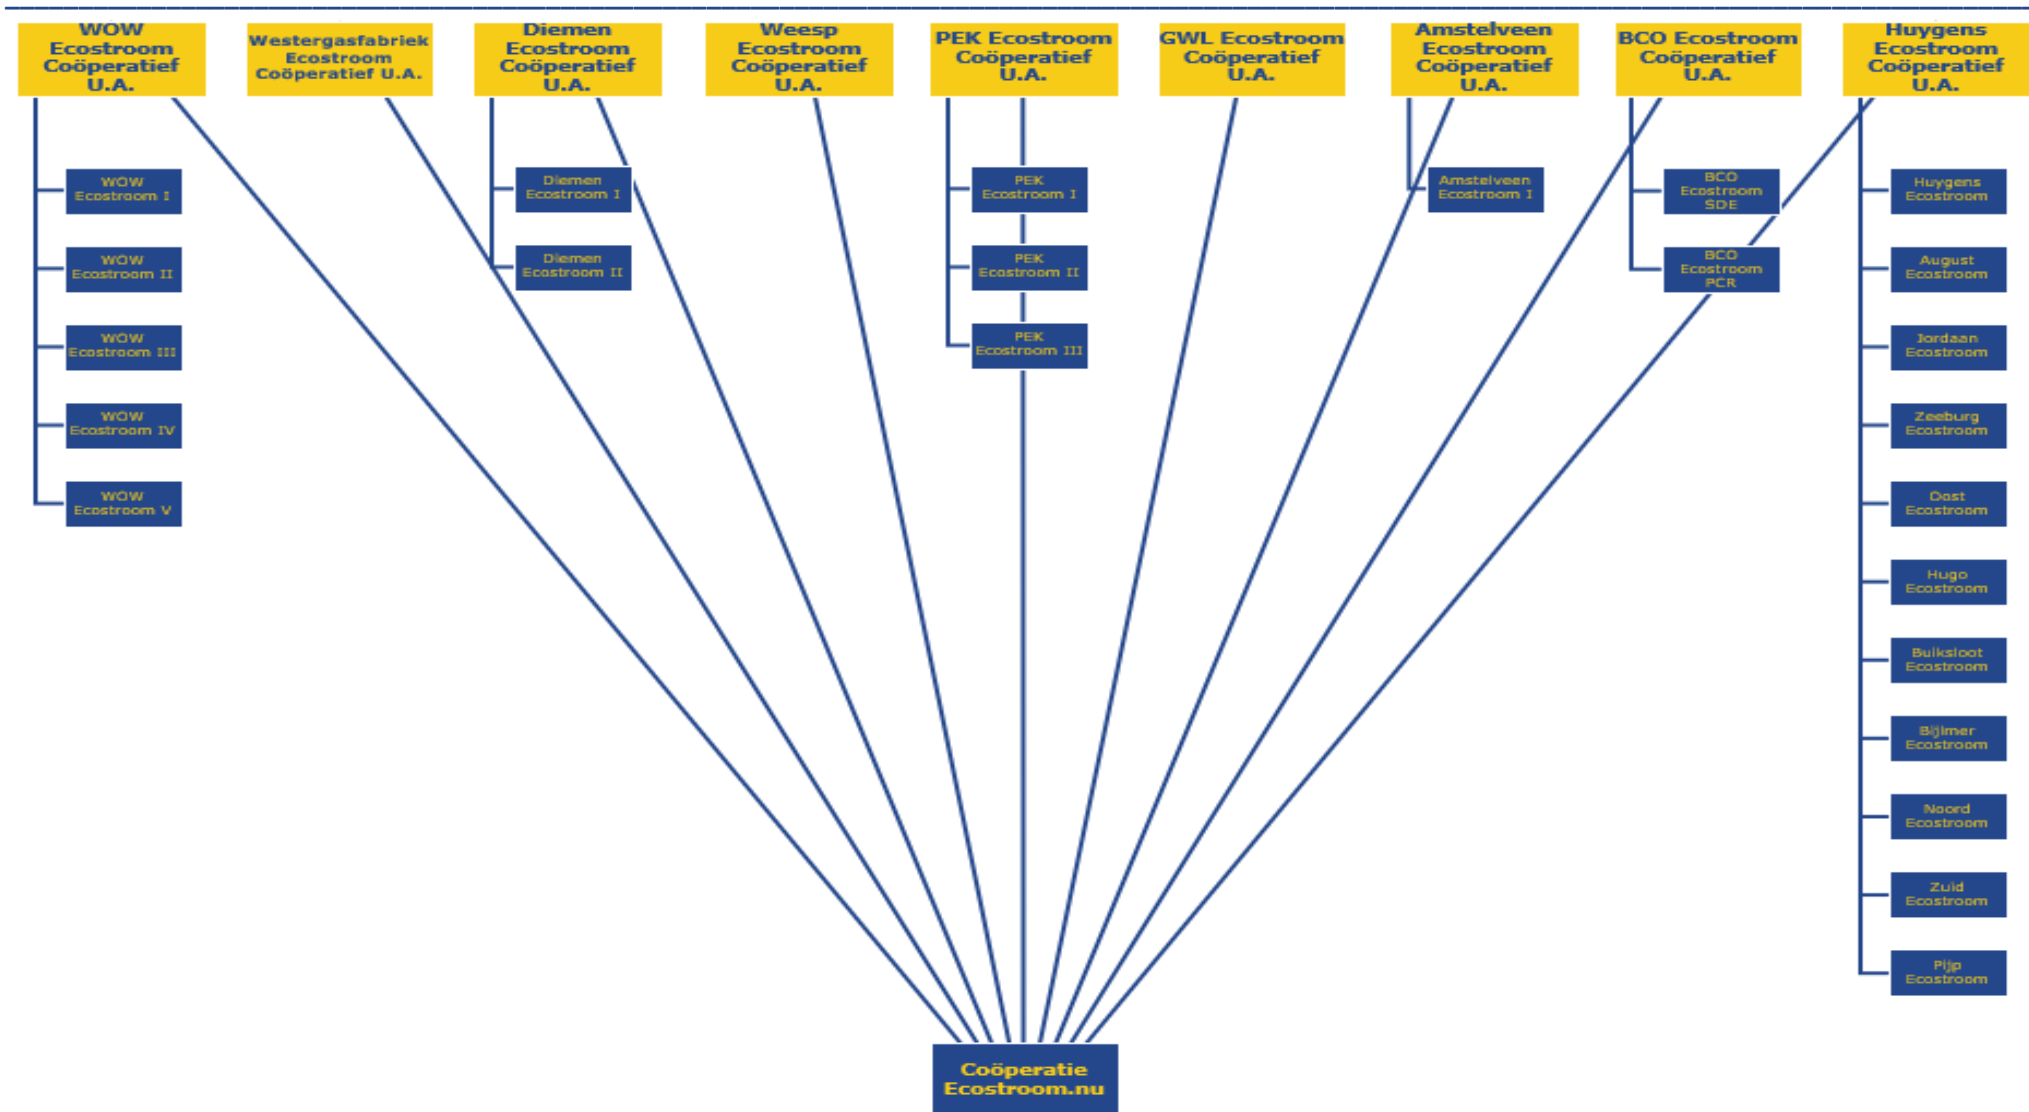 WOW
Ecostroom
Coöperatief
U.A.
Westergasfabriek
Ecostroom
Coöperatief U.A.
Diemen
Ecostroom
Coöperatief
U.A.
Weesp
Ecostroom
Coöperatief
U.A.
PEK Ecostroom
Coöperatief
U.A.
GWL Ecostroom
Coöperatief
U.A.
Amstelveen
Ecostroom
Coöperatief
U.A.
BCO Ecostroom
Coöperatief
U.A.
Huygens
Ecostroom
Coöperatief
U.A.
WOW
Ecostroom I
WOW
Ecostroom II
WOW
Ecostroom III
WOW
Ecostroom IV
WOW
Ecostroom V
Diemen
Ecostroom I
Diemen
Ecostroom II
PEK
Ecostroom I
PEK
Ecostroom II
PEK
Ecostroom III
Amstelveen
Ecostroom I
BCO
Ecostroom
SDE
BCO
Ecostroom
PCR
Huygens
Ecostroom
August
Ecostroom
Jordaan
Ecostroom
Zeeburg
Ecostroom
Oost
Ecostroom
Hugo
Ecostroom
Buiksloot
Ecostroom
Bijlmer
Ecostroom
Noord
Ecostroom
Zuid
Ecostroom
Pijp
Ecostroom
Coöperatie
Ecostroom.nu